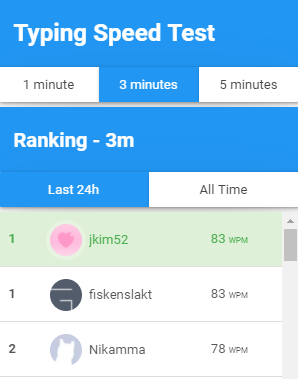 Typing Speed Test
1 minute 3 minutes 5 minutes
Ranking - 3m
Last 24h All Time
1 jkim52 83 WPM
1 fiskenslakt 83 WPM
2 Nikamma 78 WPM